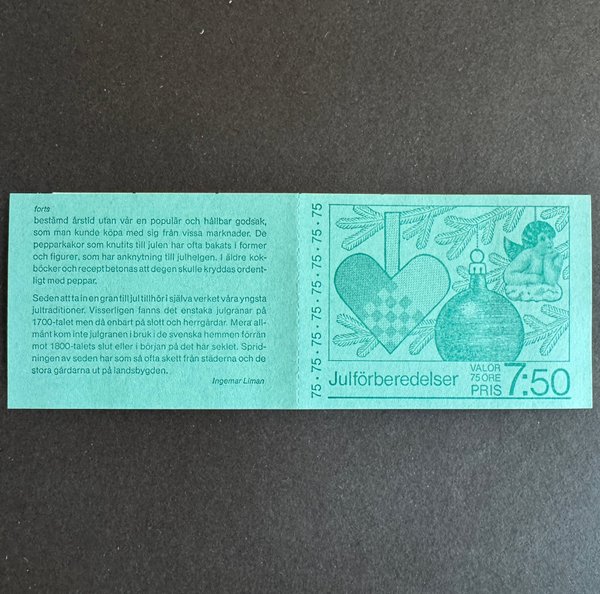 forts
bestämd årstid utan var en populär och hållbar godsak,
som man kunde köpa med sig från vissa marknader. De
pepparkakor som knutits till julen har ofta bakats i former
och figurer, som har anknytning till julhelgen. I äldre kok-
böcker och recept betonas att degen skulle kryddas ordent-
ligt med peppar.
Seden att ta in en gran till jul tillhör i själva verket våra yngsta
jultraditioner. Visserligen fanns det enstaka julgranar på
1700-talet men då enbart på slott och herrgårdar. Mera all-
mänt kom inte julgranen i bruk i de svenska hemmen förrän
mot 1800-talets slut eller i början på det här seklet. Sprid-
ningen av seden har som så ofta skett från städerna och de
stora gårdarna ut på landsbygden.
Ingemar Liman
75 · 75 · 75 · 75 · 75 · 75 · 75 · 75
Julförberedelser
VALÖR
75 ÖRE
PRIS 7:50